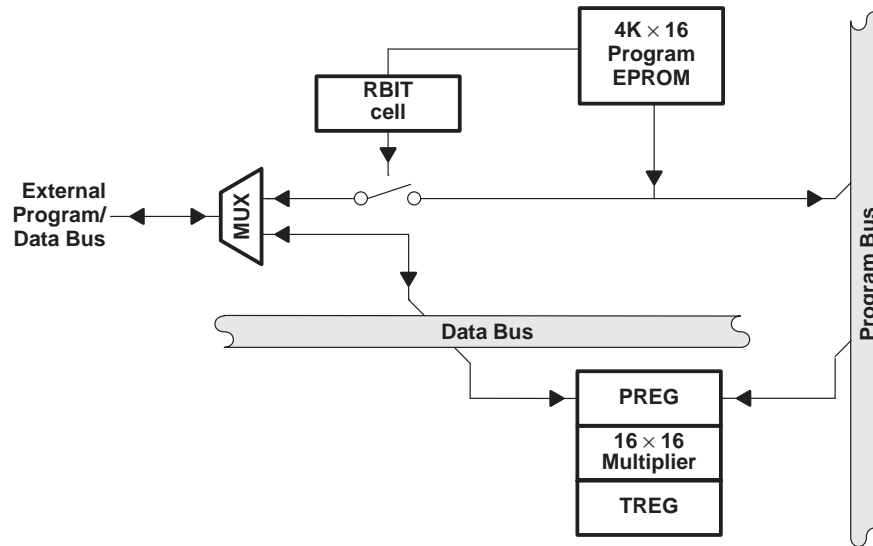 4K × 16
Program
EPROM
RBIT
cell
External
Program/
Data Bus
MUX
Program Bus
Data Bus
PREG
16 × 16
Multiplier
TREG